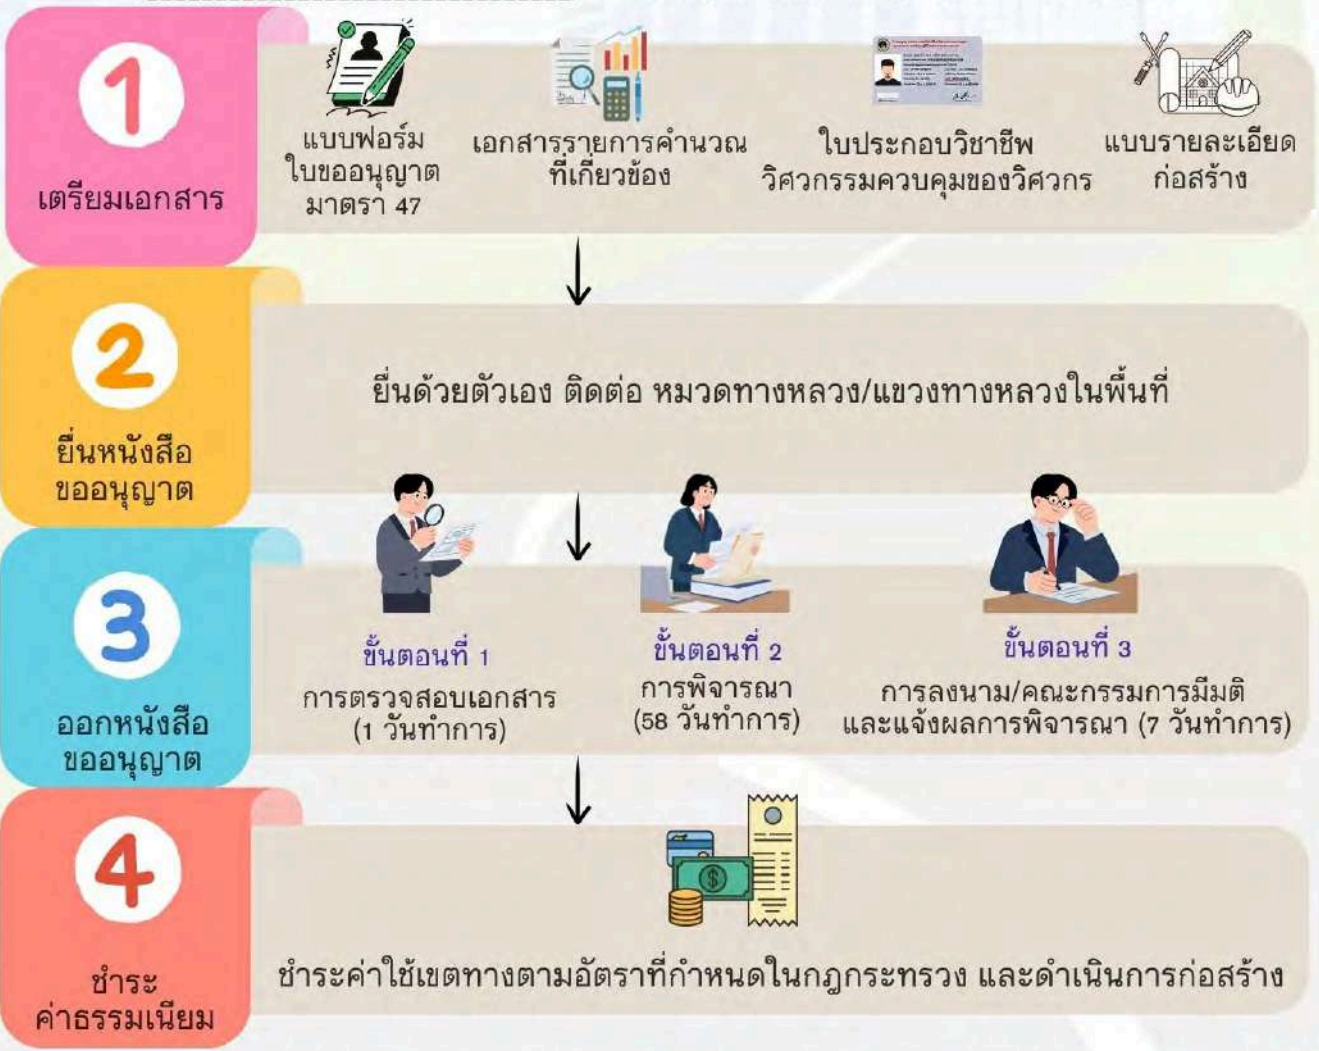 1
เตรียมเอกสาร
แบบฟอร์ม
ใบขออนุญาต
มาตรา 47
เอกสารรายการคำนวณ
ที่เกี่ยวข้อง
ใบประกอบวิชาชีพ
วิศวกรรมควบคุมของวิศวกร
แบบรายละเอียด
ก่อสร้าง
2
ยื่นหนังสือ
ขออนุญาต
ยื่นด้วยตัวเอง ติดต่อ หมวดทางหลวง/แขวงทางหลวงในพื้นที่
3
ออกหนังสือ
ขออนุญาต
ขั้นตอนที่ 1
การตรวจสอบเอกสาร
(1 วันทำการ)
ขั้นตอนที่ 2
การพิจารณา
(58 วันทำการ)
ขั้นตอนที่ 3
การลงนาม/คณะกรรมการมีมติ
และแจ้งผลการพิจารณา (7 วันทำการ)
4
ชำระ
ค่าธรรมเนียม
ชำระค่าใช้เขตทางตามอัตราที่กำหนดในกฎกระทรวง และดำเนินการก่อสร้าง